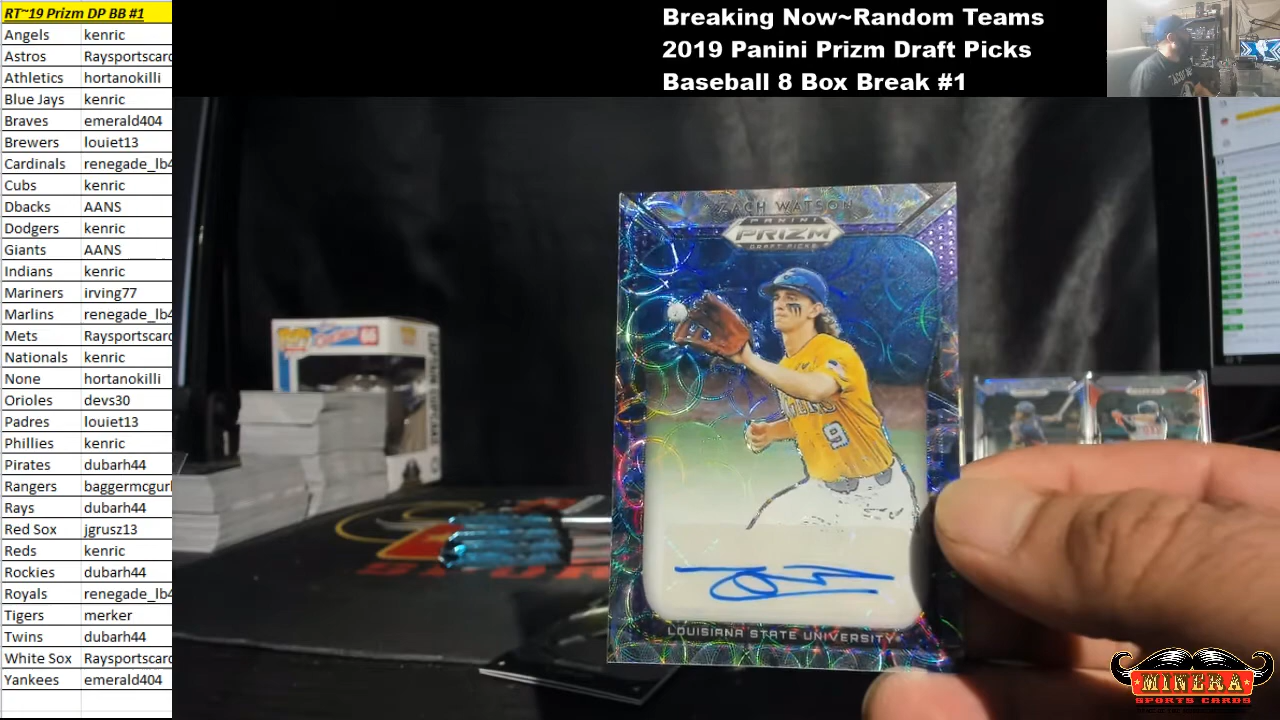 RT~19 Prizm DP BB #1
Angels kenric
Astros Raysportscard
Athletics hortanokilli
Blue Jays kenric
Braves emerald404
Brewers louiet13
Cardinals renegade_lb4
Cubs kenric
Dbacks AANS
Dodgers kenric
Giants AANS
Indians kenric
Mariners irving77
Marlins renegade_lb4
Mets Raysportscard
Nationals kenric
None hortanokilli
Orioles devs30
Padres louiet13
Phillies kenric
Pirates dubarh44
Rangers baggermcgurl
Rays dubarh44
Red Sox jgrusz13
Reds kenric
Rockies dubarh44
Royals renegade_lb4
Tigers merker
Twins dubarh44
White Sox Raysportscard
Yankees emerald404
Breaking Now~Random Teams
2019 Panini Prizm Draft Picks
Baseball 8 Box Break #1
ZACH WATSON
PANINI
PRIZM
DRAFT PICKS
9
LOUISIANA STATE UNIVERSITY
MINERA
SPORTS CARDS